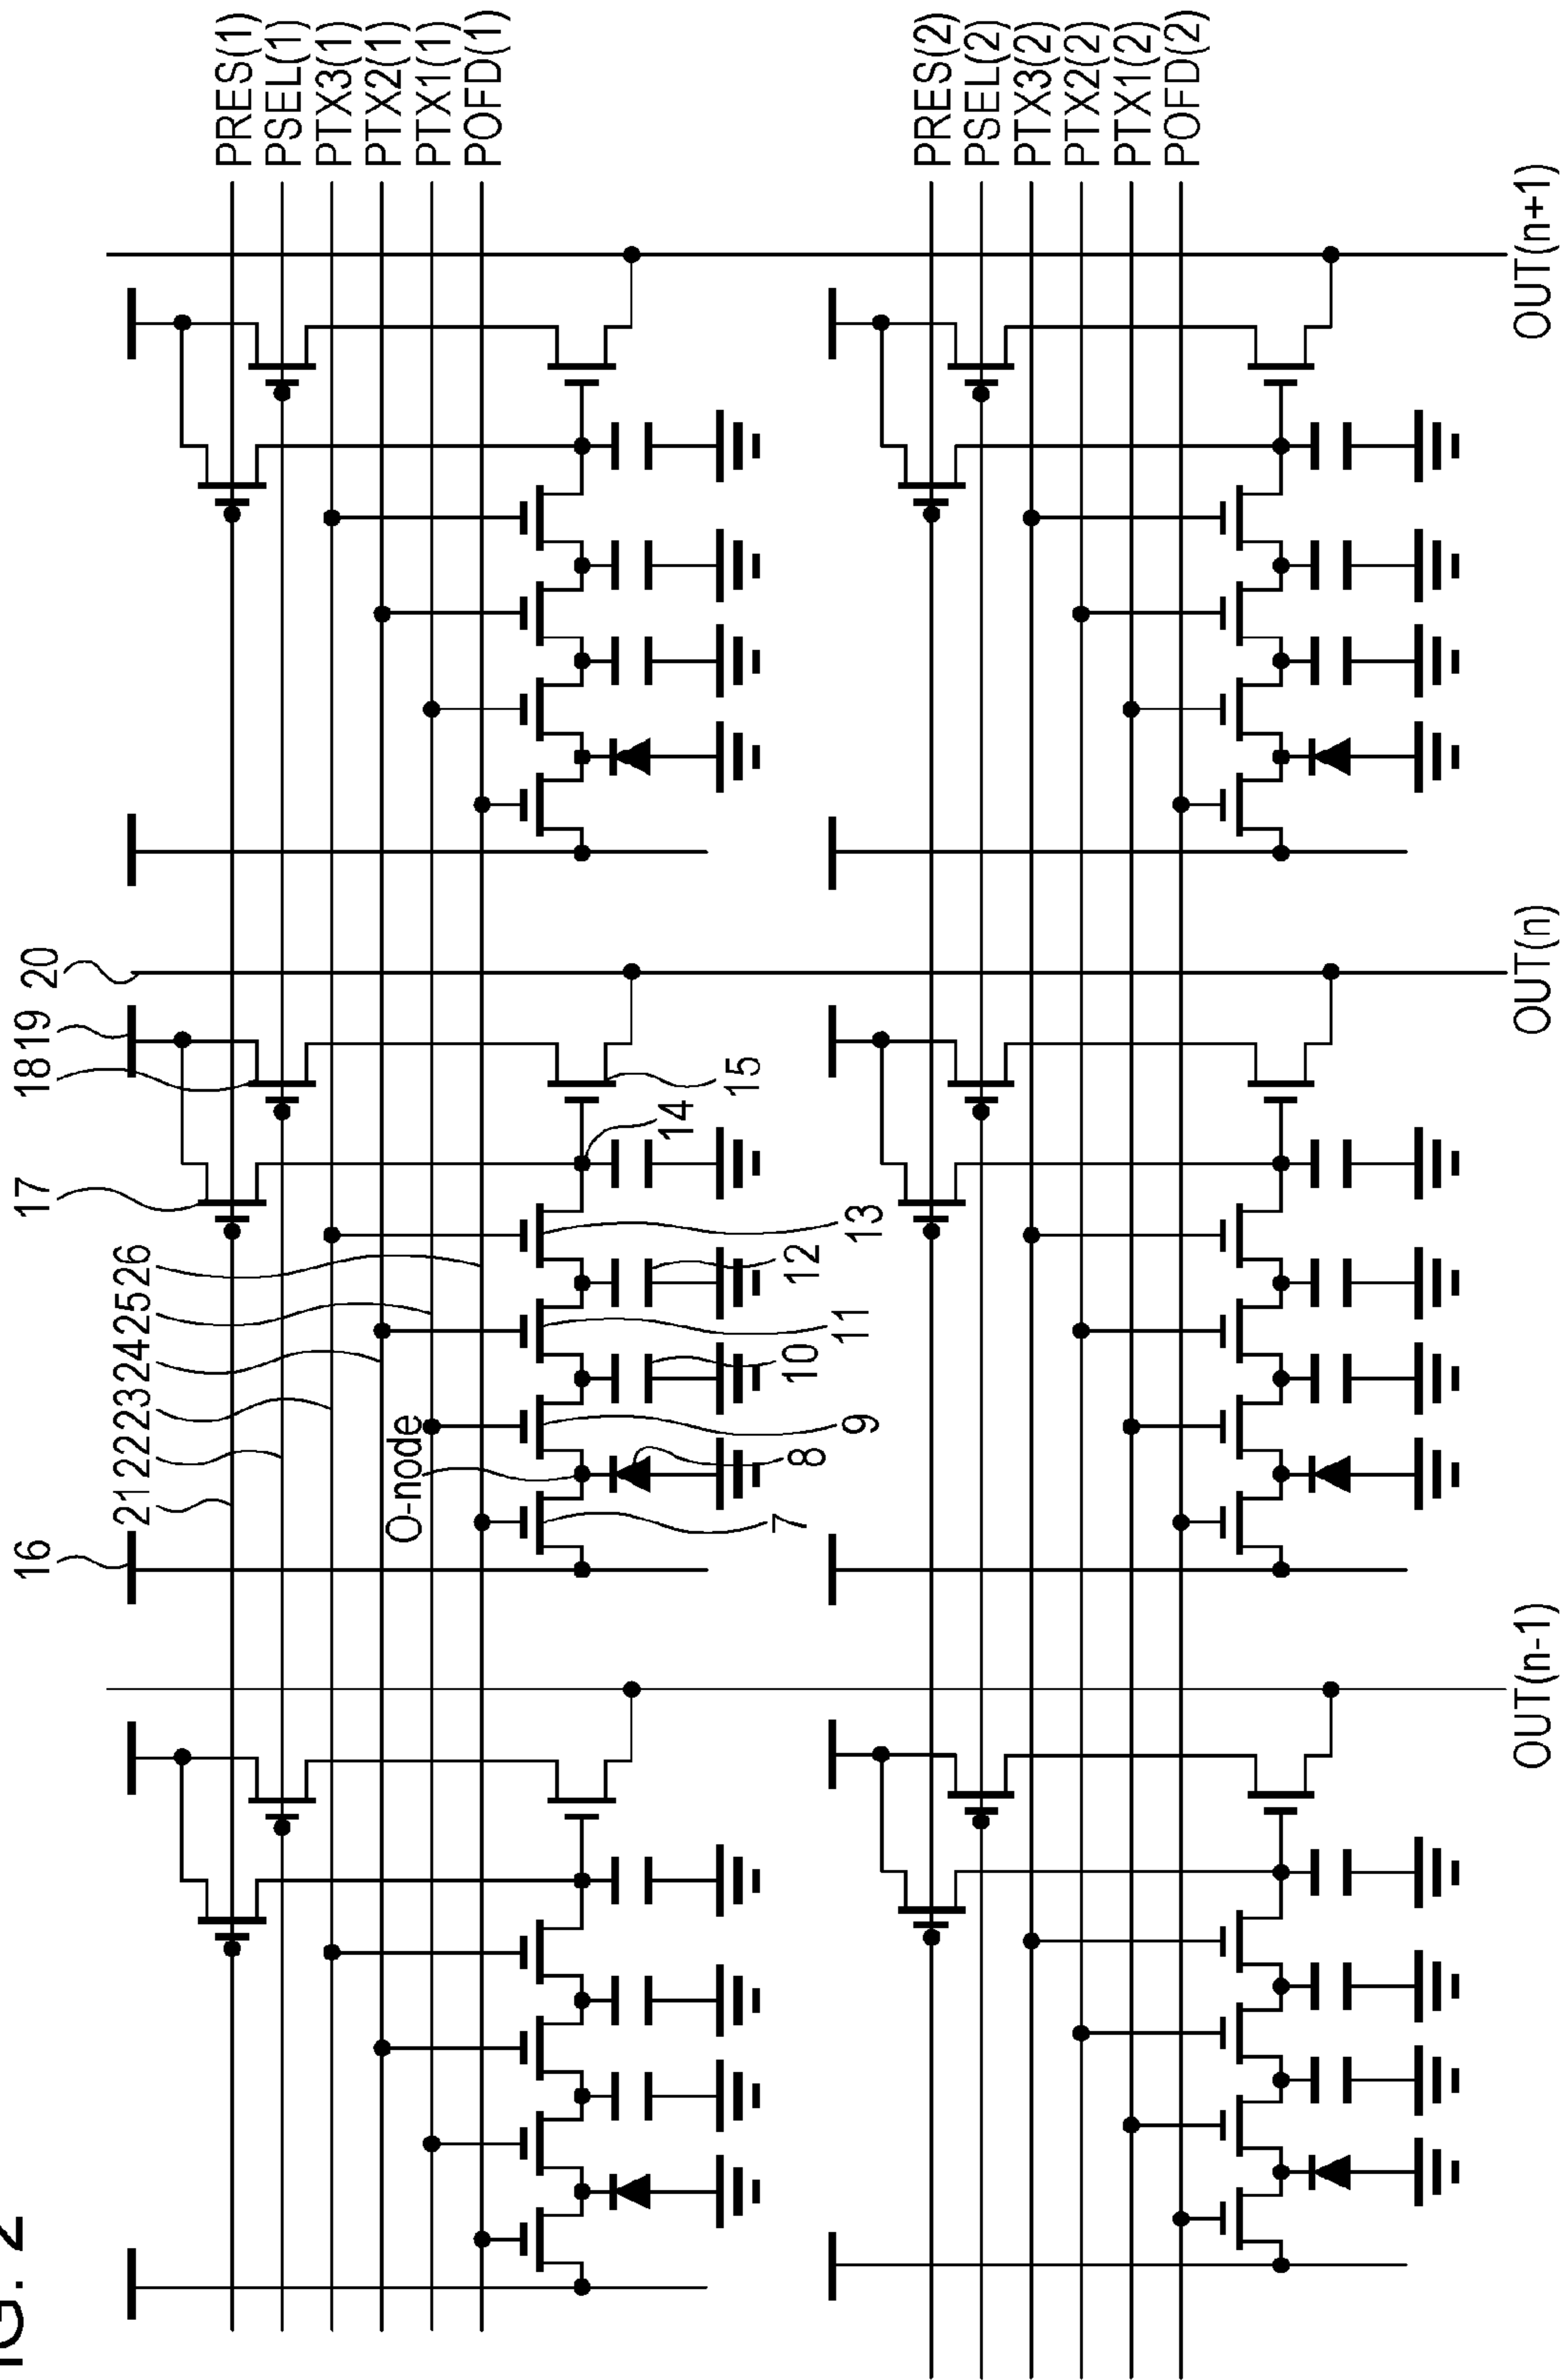 IG. 2
16
21 22 23 24 25 26
17
18 19
20
O-node
7
8
9
10
11
12
13
14
15
PRES(1)
PSEL(1)
PTX3(1)
PTX2(1)
PTX1(1)
POFD(1)
PRES(2)
PSEL(2)
PTX3(2)
PTX2(2)
PTX1(2)
POFD(2)
OUT(n-1)
OUT(n)
OUT(n+1)